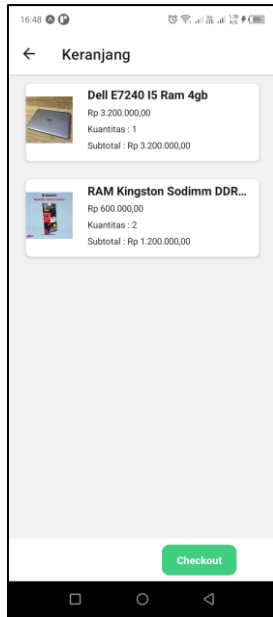 16:48
Keranjang
Dell E7240 I5 Ram 4gb
Rp 3.200.000,00
Kuantitas : 1
Subtotal : Rp 3.200.000,00
RAM Kingston Sodimm DDR...
Rp 600.000,00
Kuantitas : 2
Subtotal : Rp 1.200.000,00
Checkout